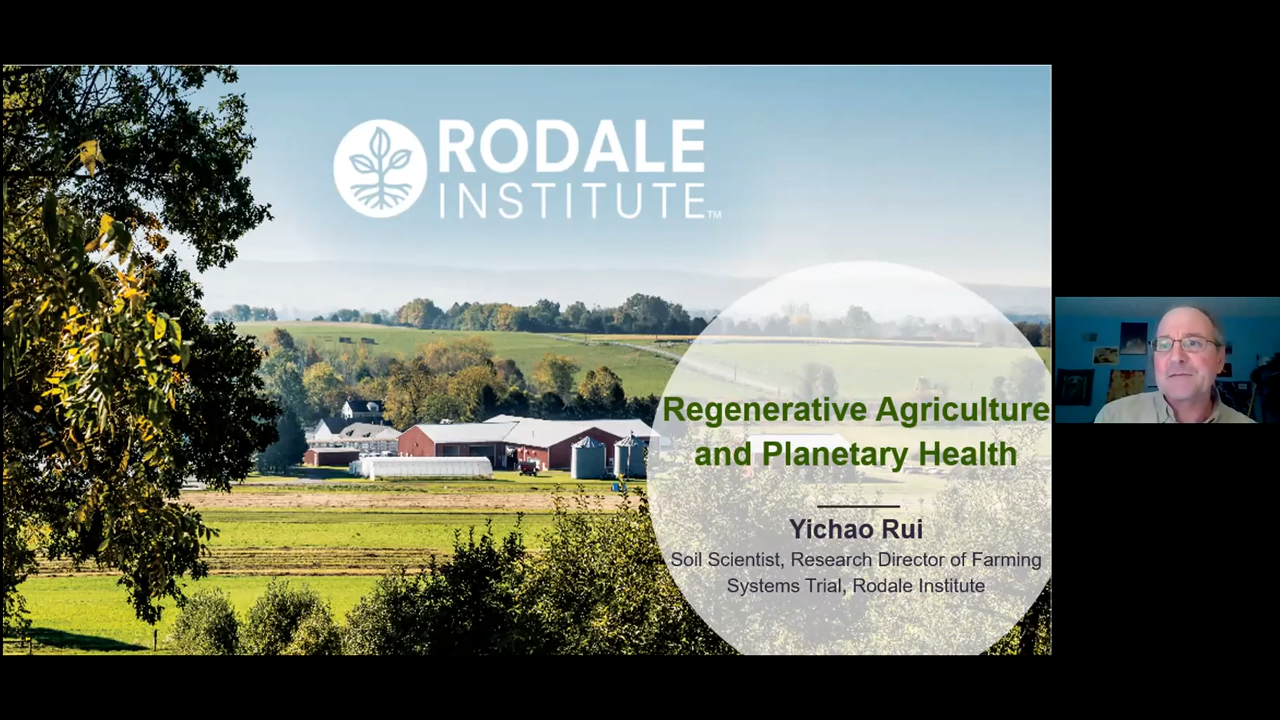 RODALE
INSTITUTE™
Regenerative Agriculture
and Planetary Health
Yichao Rui
Soil Scientist, Research Director of Farming
Systems Trial, Rodale Institute